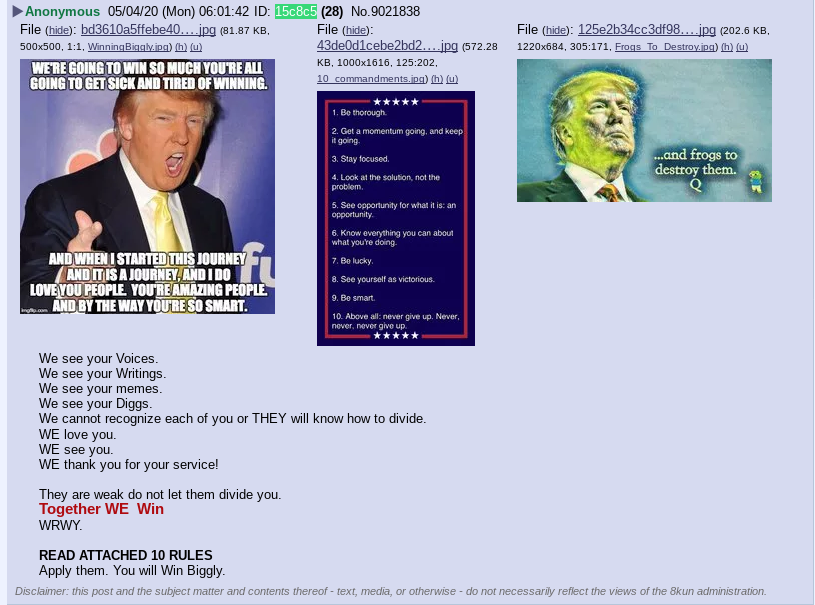 Anonymous 05/04/20 (Mon) 06:01:42 ID: 15c8c5 (28) No.9021838
File (hide): bd3610a5ffebe40….jpg (81.87 KB,
500x500, 1:1, WinningBiggly.jpg) (h) (u)
WE'RE GOING TO WIN SO MUCH YOU'RE ALL
GOING TO GET SICK AND TIRED OF WINNING.
AND WHEN I STARTED THIS JOURNEY
AND IT IS A JOURNEY, AND I DO
LOVE YOU PEOPLE. YOU'RE AMAZING PEOPLE.
AND BY THE WAY YOU'RE SO SMART.
fu
imgflip.com
File (hide):
43de0d1cebe2bd2….jpg (572.28
KB, 1000x1616, 125:202,
10_commandments.jpg) (h) (u)
1. Be thorough.
2. Get a momentum going, and keep
it going.
3. Stay focused.
4. Look at the solution, not the
problem.
5. See opportunity for what it is: an
opportunity.
6. Know everything you can about
what you're doing.
7. Be lucky.
8. See yourself as victorious.
9. Be smart.
10. Above all: never give up. Never,
never, never give up.
File (hide): 125e2b34cc3df98….jpg (202.6 KB,
1220x684, 305:171, Frogs_To_Destroy.jpg) (h) (u)
...and frogs to
destroy them.
Q
We see your Voices.
We see your Writings.
We see your memes.
We see your Diggs.
We cannot recognize each of you or THEY will know how to divide.
WE love you.
WE see you.
WE thank you for your service!
They are weak do not let them divide you.
Together WE Win
WRWY.
READ ATTACHED 10 RULES
Apply them. You will Win Biggly.
Disclaimer: this post and the subject matter and contents thereof - text, media, or otherwise - do not necessarily reflect the views of the 8kun administration.